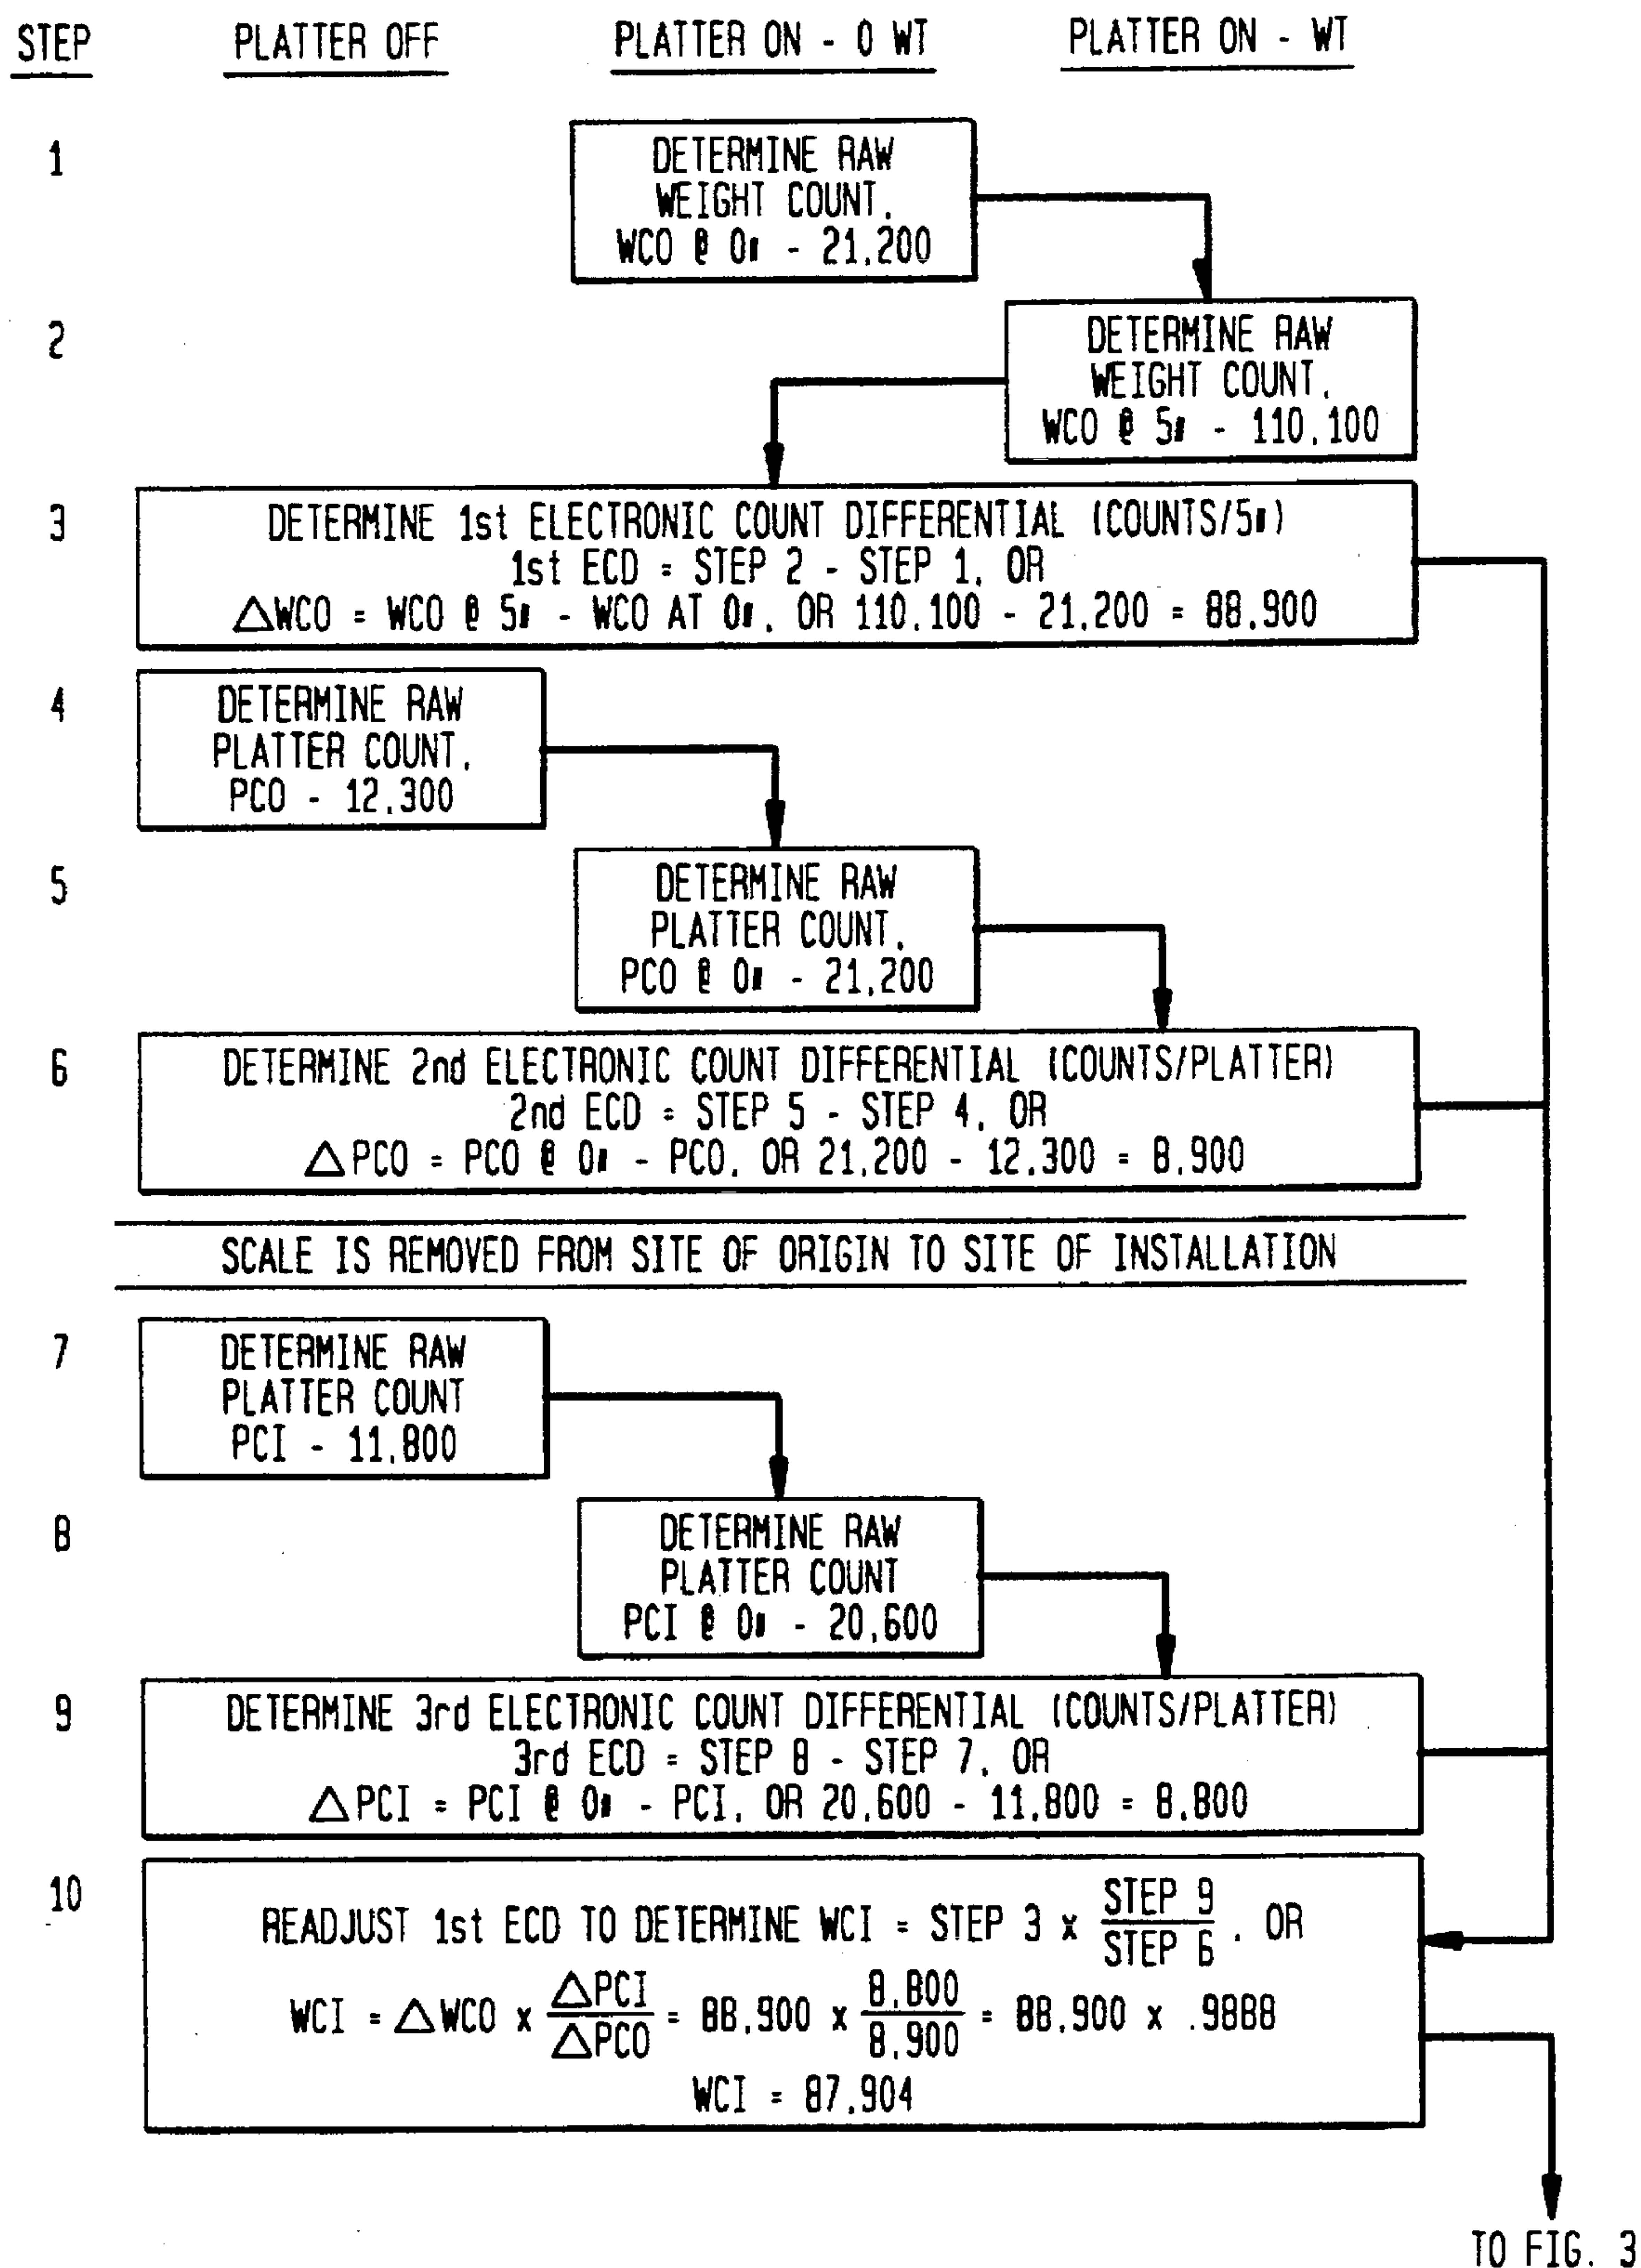 STEP PLATTER OFF PLATTER ON - 0 WT PLATTER ON - WT
1
DETERMINE RAW
WEIGHT COUNT,
WCO @ 0# - 21,200
2
DETERMINE RAW
WEIGHT COUNT,
WCO @ 5# - 110,100
3
DETERMINE 1st ELECTRONIC COUNT DIFFERENTIAL (COUNTS/5#)
1st ECD = STEP 2 - STEP 1, OR
△WCO = WCO @ 5# - WCO AT 0#, OR 110,100 - 21,200 = 88,900
4
DETERMINE RAW
PLATTER COUNT,
PCO - 12,300
5
DETERMINE RAW
PLATTER COUNT,
PCO @ 0# - 21,200
6
DETERMINE 2nd ELECTRONIC COUNT DIFFERENTIAL (COUNTS/PLATTER)
2nd ECD = STEP 5 - STEP 4, OR
△PCO = PCO @ 0# - PCO, OR 21,200 - 12,300 = 8,900
SCALE IS REMOVED FROM SITE OF ORIGIN TO SITE OF INSTALLATION
7
DETERMINE RAW
PLATTER COUNT
PCI - 11,800
8
DETERMINE RAW
PLATTER COUNT
PCI @ 0# - 20,600
9
DETERMINE 3rd ELECTRONIC COUNT DIFFERENTIAL (COUNTS/PLATTER)
3rd ECD = STEP 8 - STEP 7, OR
△PCI = PCI @ 0# - PCI, OR 20,600 - 11,800 = 8,800
10
READJUST 1st ECD TO DETERMINE WCI = STEP 3 x STEP 9 / STEP 6, OR
WCI = △WCO x △PCI / △PCO = 88,900 x 8,800 / 8,900 = 88,900 x .9888
WCI = 87,904
TO FIG. 3